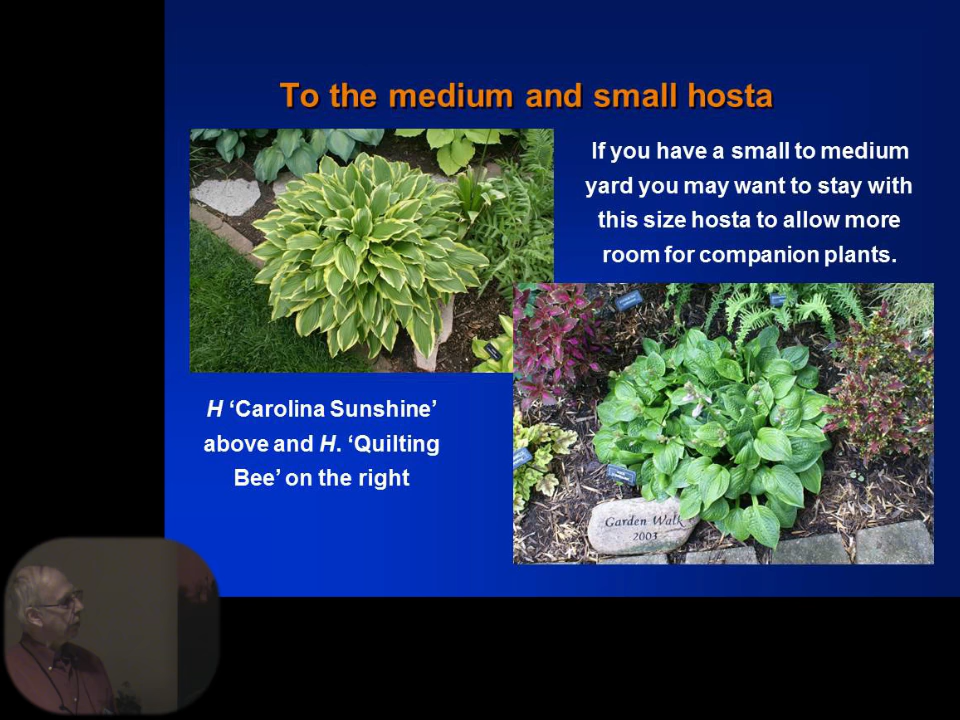 To the medium and small hosta
If you have a small to medium
yard you may want to stay with
this size hosta to allow more
room for companion plants.
H ‘Carolina Sunshine’
above and H. ‘Quilting
Bee’ on the right
Garden Walk
2003